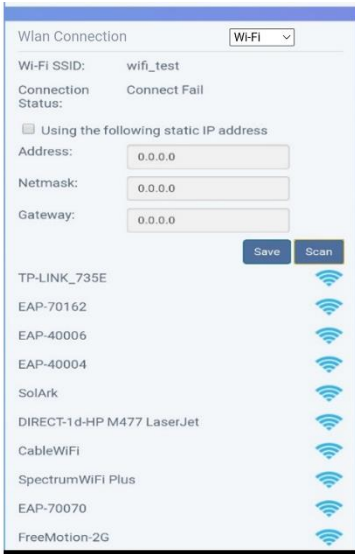 Wlan Connection Wi-Fi
Wi-Fi SSID: wifi_test
Connection Connect Fail
Status:
Using the following static IP address
Address: 0.0.0.0
Netmask: 0.0.0.0
Gateway: 0.0.0.0
Save Scan
TP-LINK_735E
EAP-70162
EAP-40006
EAP-40004
SolArk
DIRECT-1d-HP M477 LaserJet
CableWiFi
SpectrumWiFi Plus
EAP-70070
FreeMotion-2G